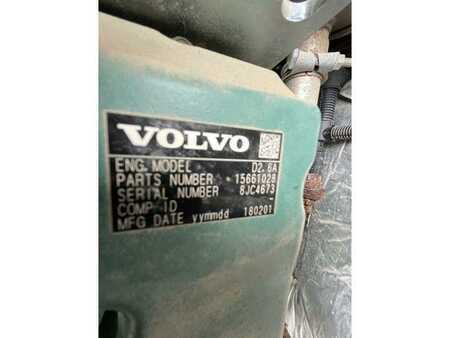 VOLVO
ENG. MODEL D2.6A
PARTS NUMBER 15661028
SERIAL NUMBER 8JC4673
COMP ID -
MFG DATE yymmdd 180201